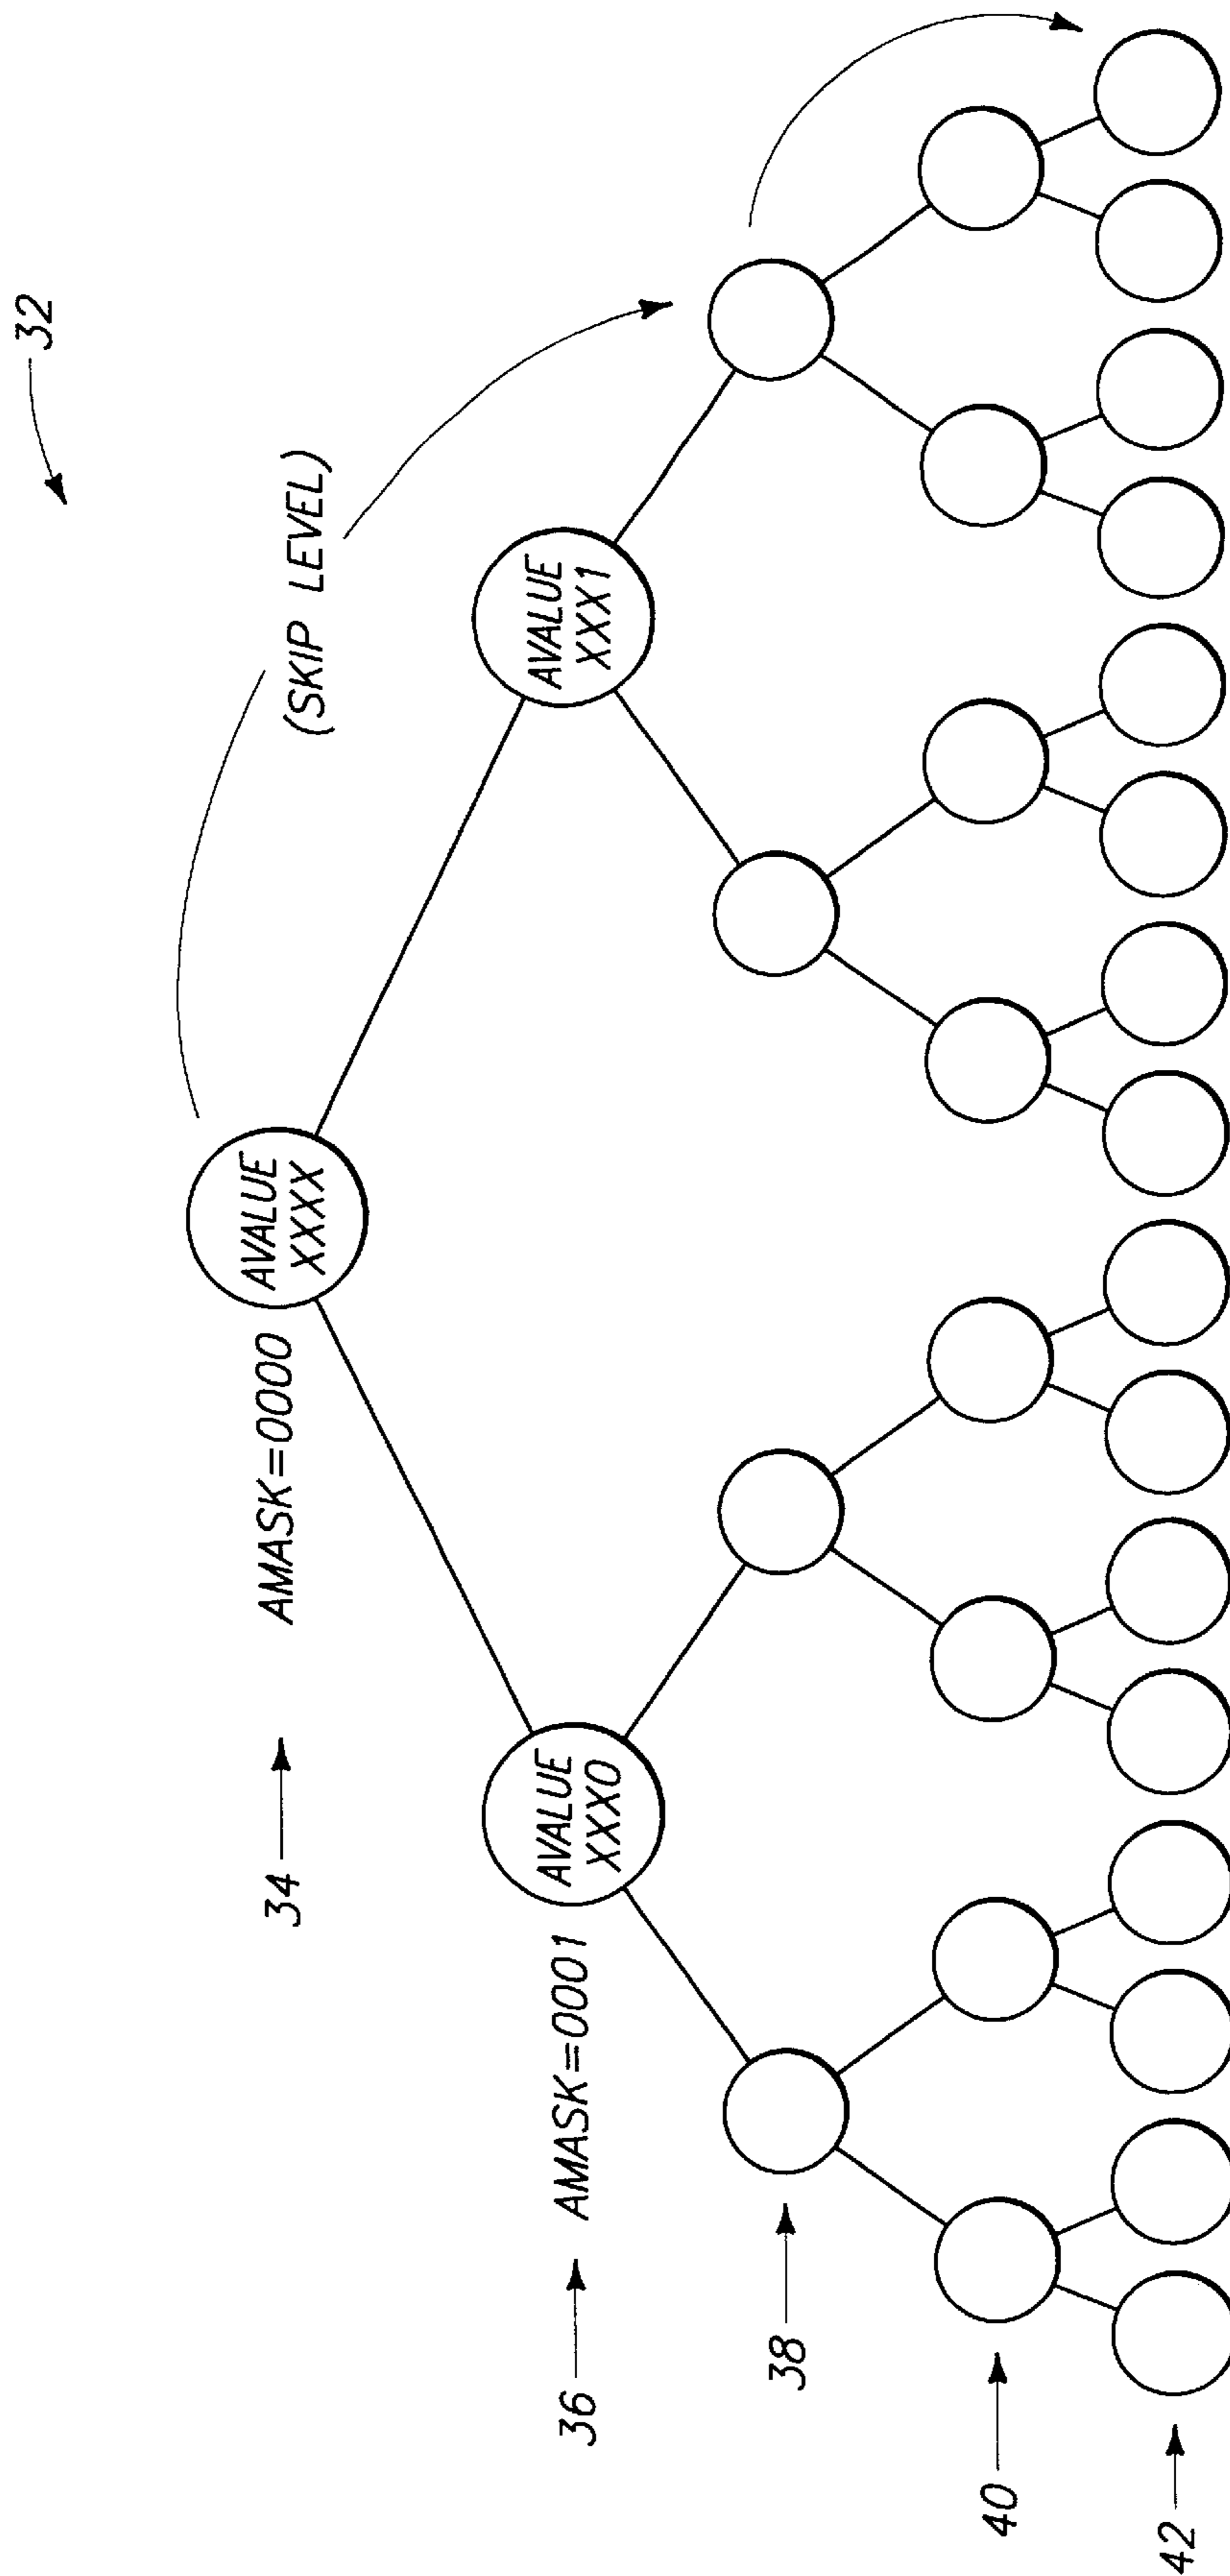 32
(SKIP LEVEL)
34
AMASK=0000
AVALUE
XXXX
36
AMASK=0001
AVALUE
XXX0
AVALUE
XXX1
38
40
42